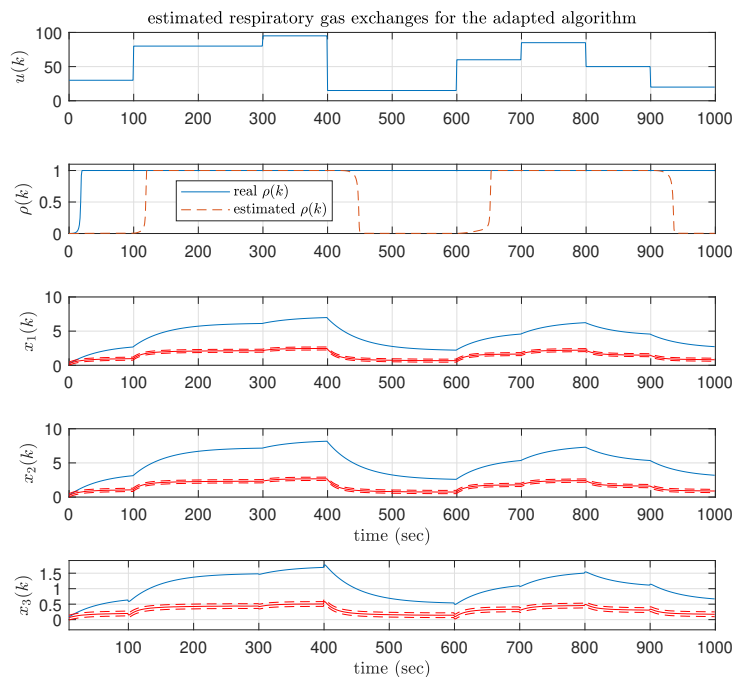 estimated respiratory gas exchanges for the adapted algorithm
u(k)
100
50
0
0 100 200 300 400 500 600 700 800 900 1000
ρ(k)
1
0.5
0
real ρ(k)
estimated ρ(k)
0 100 200 300 400 500 600 700 800 900 1000
x₁(k)
10
5
0
0 100 200 300 400 500 600 700 800 900 1000
x₂(k)
10
5
0
0 100 200 300 400 500 600 700 800 900 1000
time (sec)
x₃(k)
1.5
1
0.5
0
100 200 300 400 500 600 700 800 900 1000
time (sec)